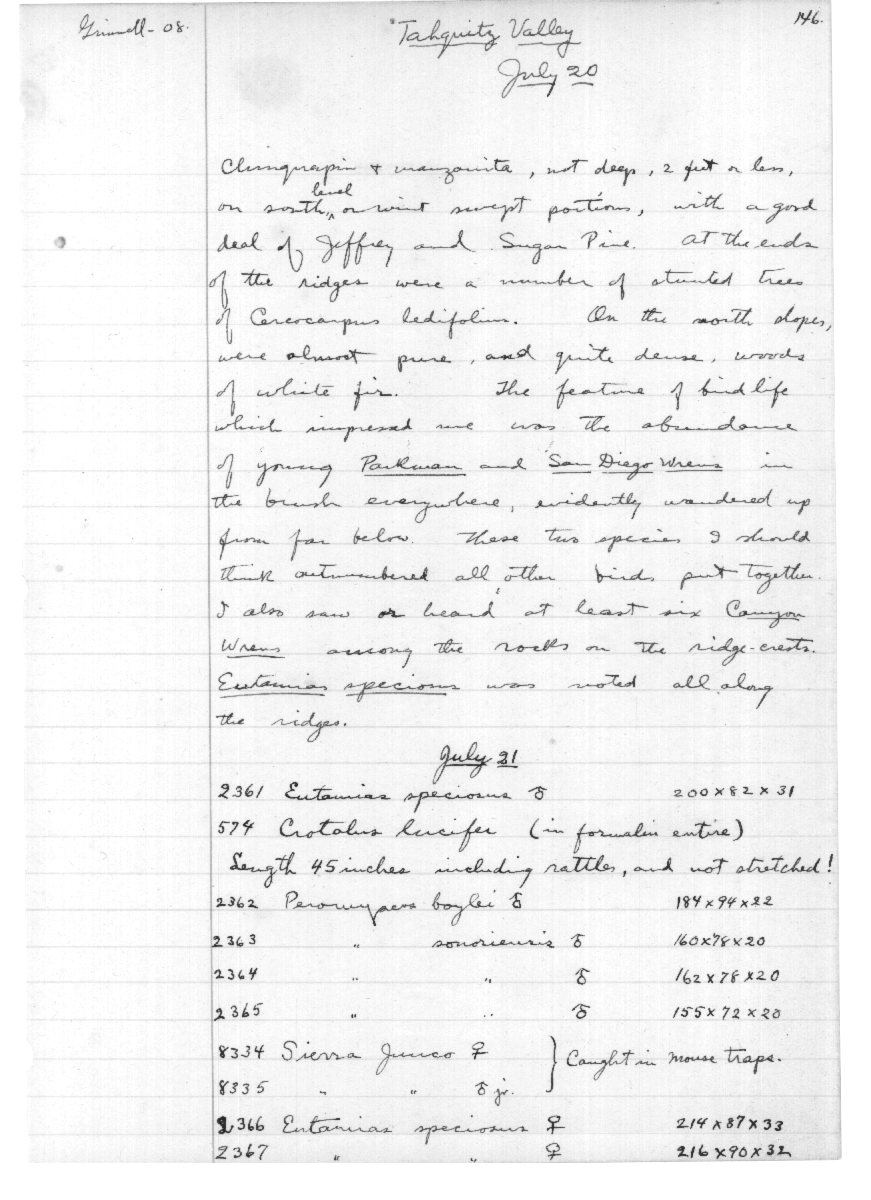 Grinnell - 08.
146.
Tahquitz Valley
July 20
Chinquapin & manzanita, not deep, 2 feet or less,
level
on south, or wind swept portions, with a good
deal of Jeffrey and Sugar Pine. At the ends
of the ridges were a number of stunted trees
of Cercocarpus ledifolius. On the north slopes,
were almost pure, and quite dense, woods
of white fir. The feature of bird life
which impressed me was the abundance
of young Parkman and San Diego Wrens in
the brush everywhere, evidently wandered up
from far below. These two species I should
think outnumbered all other birds put together.
I also saw or heard at least six Canyon
Wrens among the rocks on the ridge-crests.
Eutamias speciosus was noted all along
the ridges.
July 21
2361 Eutamias speciosus ♂ 200 x 82 x 31
574 Crotalus lucifer (in formalin entire)
Length 45 inches including rattles, and not stretched!
2362 Peromyscus boylei ♂ 184 x 94 x 22
2363 " sonoriensis ♂ 160 x 78 x 20
2364 " " ♂ 162 x 78 x 20
2365 " " ♂ 155 x 72 x 20
8334 Sierra Junco ♀ } Caught in mouse traps.
8335 " " ♂ jr.
2366 Eutamias speciosus ♀ 214 x 87 x 33
2367 " " ♀ 216 x 90 x 32